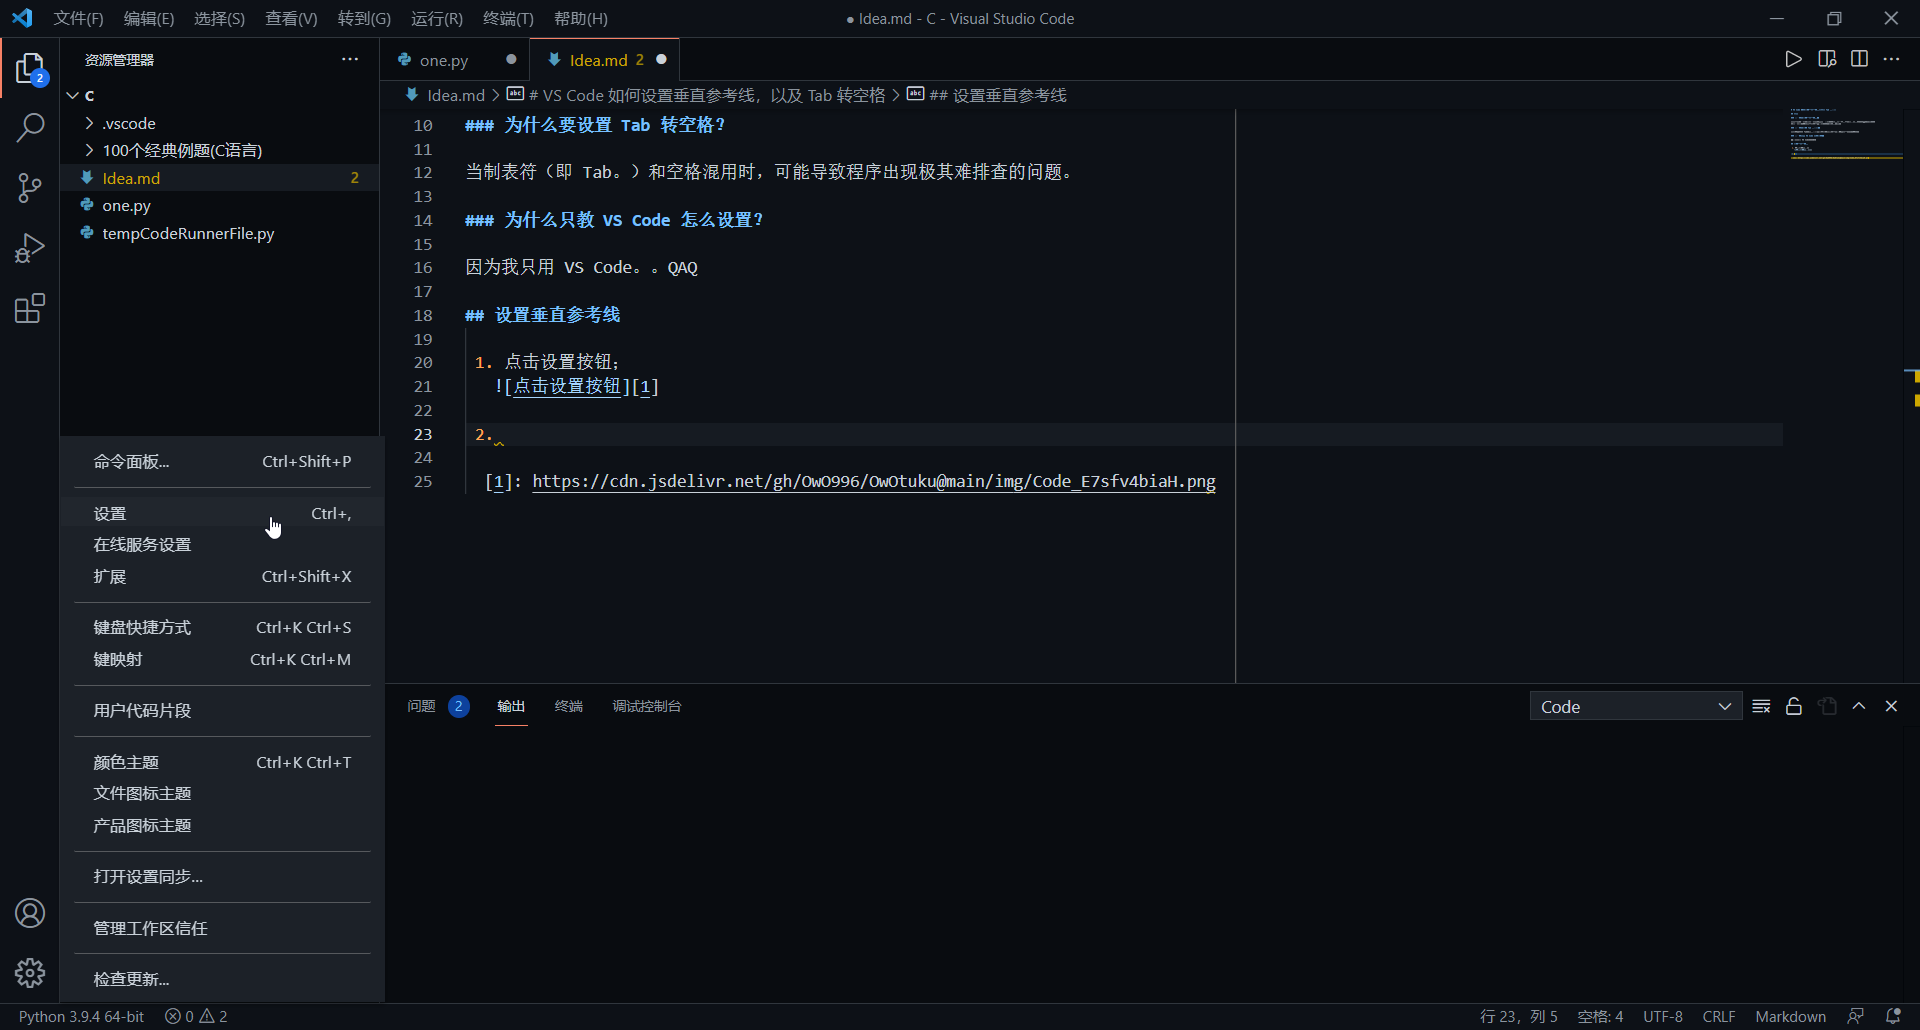 文件(F) 编辑(E) 选择(S) 查看(V) 转到(G) 运行(R) 终端(T) 帮助(H)
● Idea.md - C - Visual Studio Code
2
资源管理器
C
.vscode
100个经典例题(C语言)
Idea.md 2
one.py
tempCodeRunnerFile.py
one.py
Idea.md 2
Idea.md > # VS Code 如何设置垂直参考线，以及 Tab 转空格 > ## 设置垂直参考线
10 ### 为什么要设置 Tab 转空格？
11
12 当制表符（即 Tab。）和空格混用时，可能导致程序出现极其难排查的问题。
13
14 ### 为什么只教 VS Code 怎么设置？
15
16 因为我只用 VS Code。。QAQ
17
18 ## 设置垂直参考线
19
20 1. 点击设置按钮；
21 ![点击设置按钮][1]
22
23 2.
24
25 [1]: https://cdn.jsdelivr.net/gh/OwO996/OwOtuku@main/img/Code_E7sfv4biaH.png
命令面板... Ctrl+Shift+P
设置 Ctrl+,
在线服务设置
扩展 Ctrl+Shift+X
键盘快捷方式 Ctrl+K Ctrl+S
键映射 Ctrl+K Ctrl+M
用户代码片段
颜色主题 Ctrl+K Ctrl+T
文件图标主题
产品图标主题
打开设置同步...
管理工作区信任
检查更新...
问题 2 输出 终端 调试控制台
Code
Python 3.9.4 64-bit 0 2
行 23，列 5 空格: 4 UTF-8 CRLF Markdown